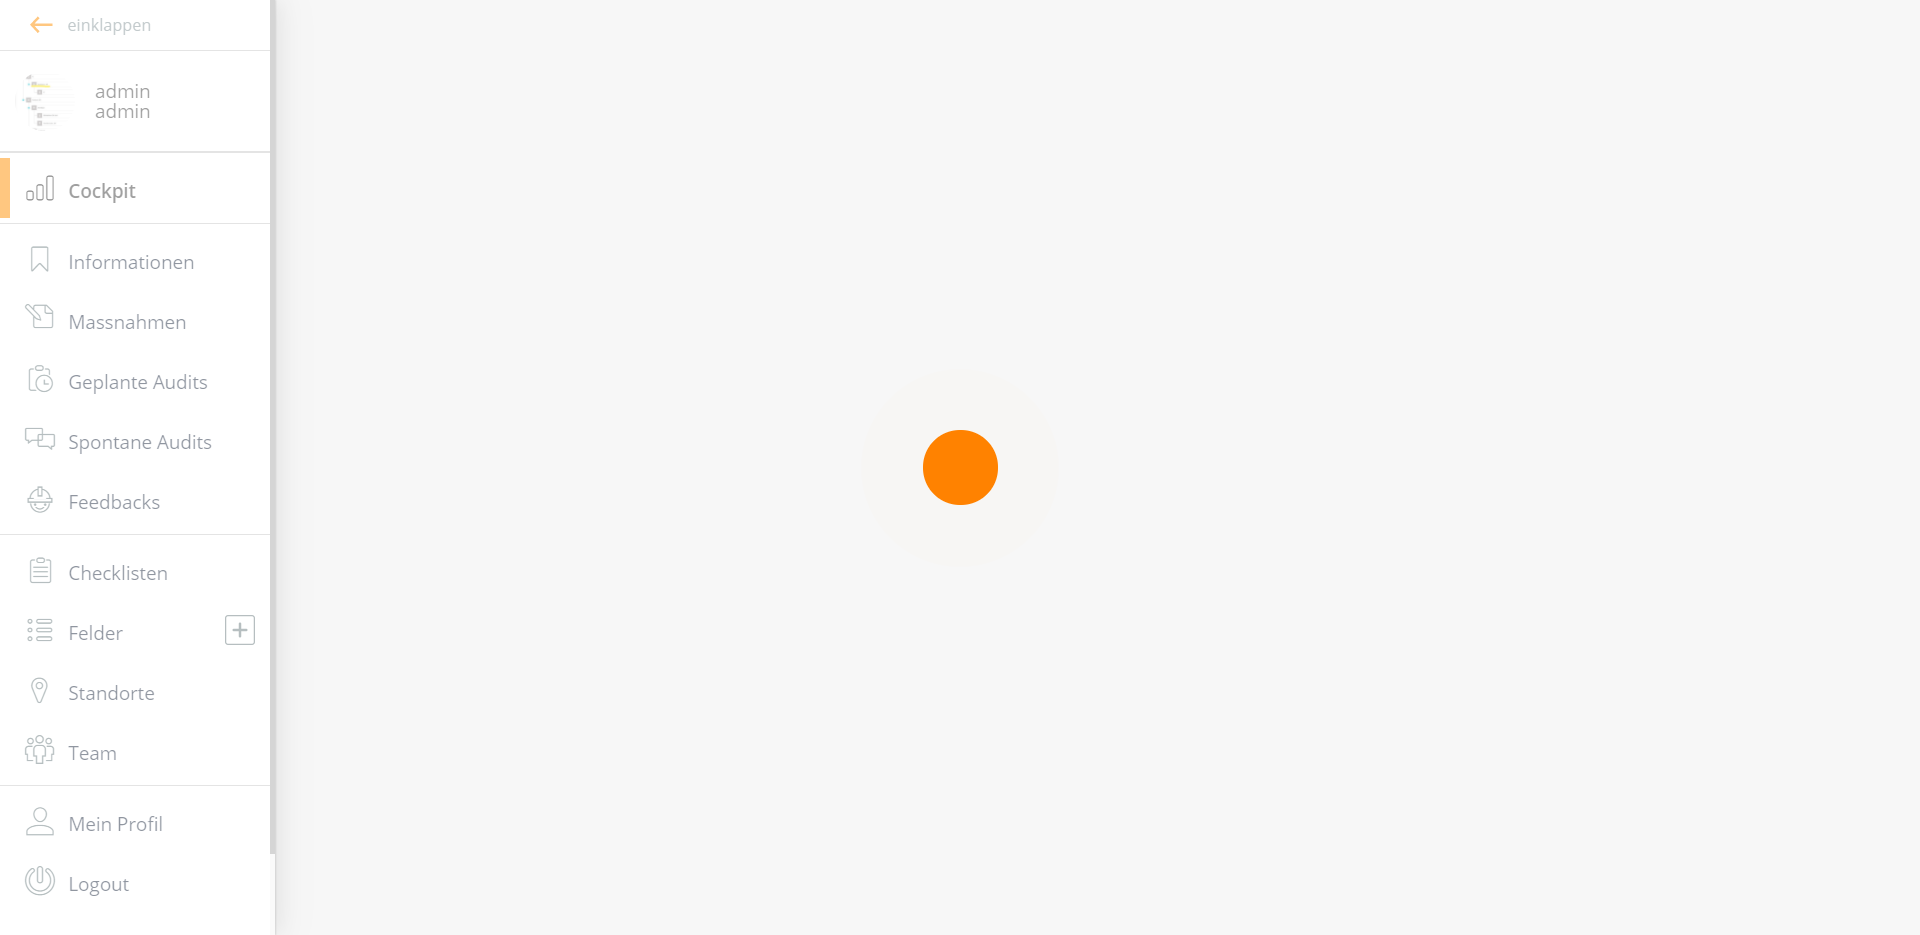 einklappen
admin
admin
Cockpit
Informationen
Massnahmen
Geplante Audits
Spontane Audits
Feedbacks
Checklisten
Felder
Standorte
Team
Mein Profil
Logout